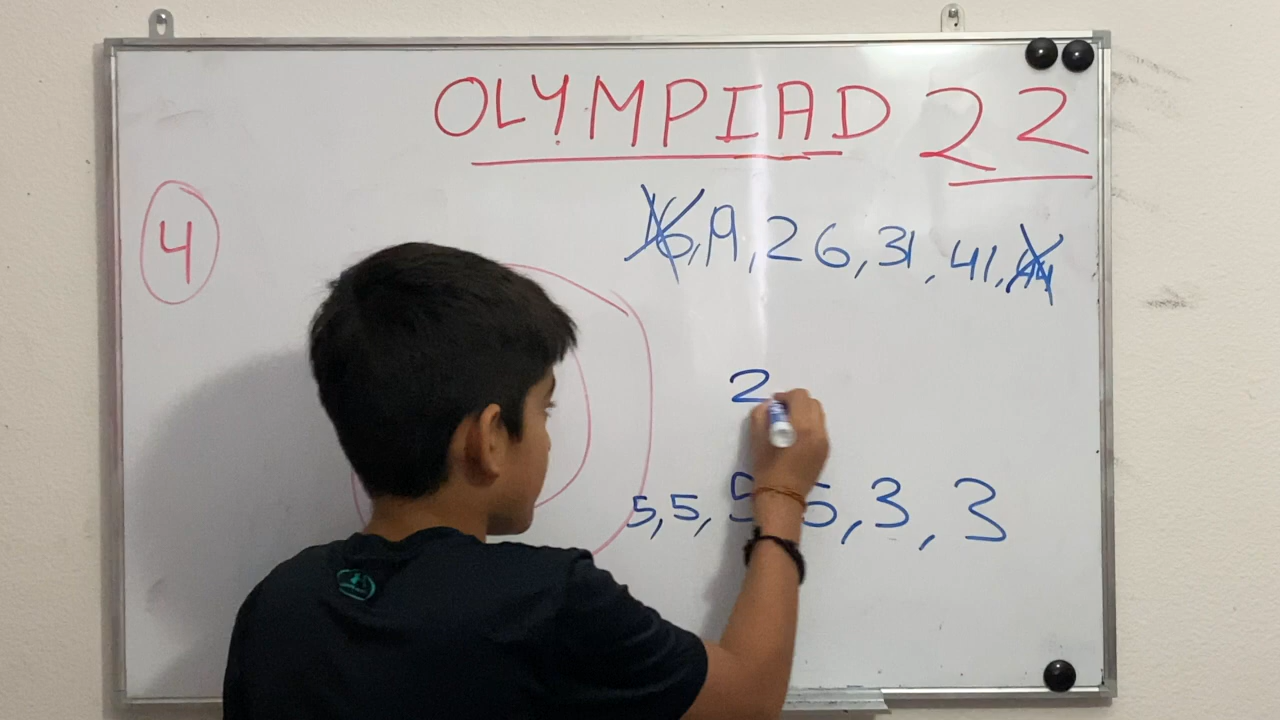 OLYMPIAD 22
4
16, 19, 26, 31, 41, 44
2
5, 5, 5, 5, 3, 3